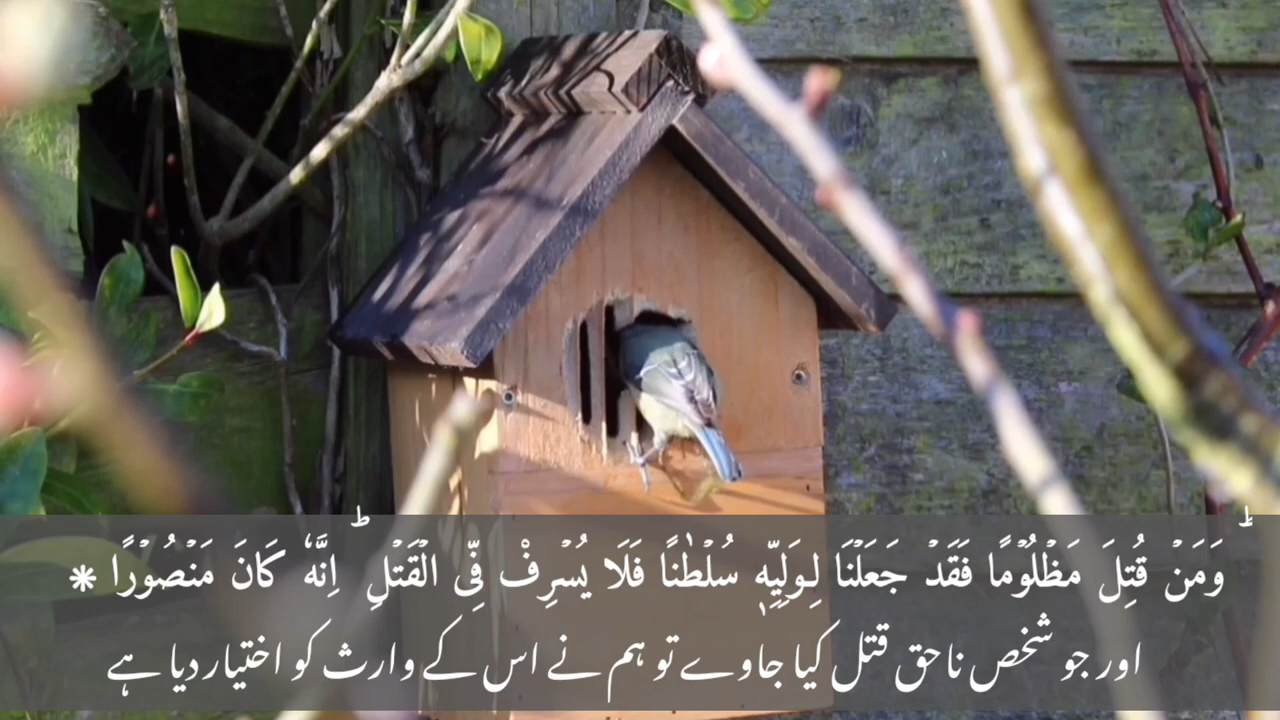 ؕ وَمَنۡ قُتِلَ مَظۡلُوۡمًا فَقَدۡ جَعَلۡنَا لِوَلِيِّهٖ سُلۡطٰنًا فَلَا يُسۡرِفْ فِّى الۡقَتۡلِ‌ ؕ اِنَّهٗ كَانَ مَنۡصُوۡرًا ‏﴾
اور جو شخص ناحق قتل کیا جاوے تو ہم نے اس کے وارث کو اختیار دیا ہے